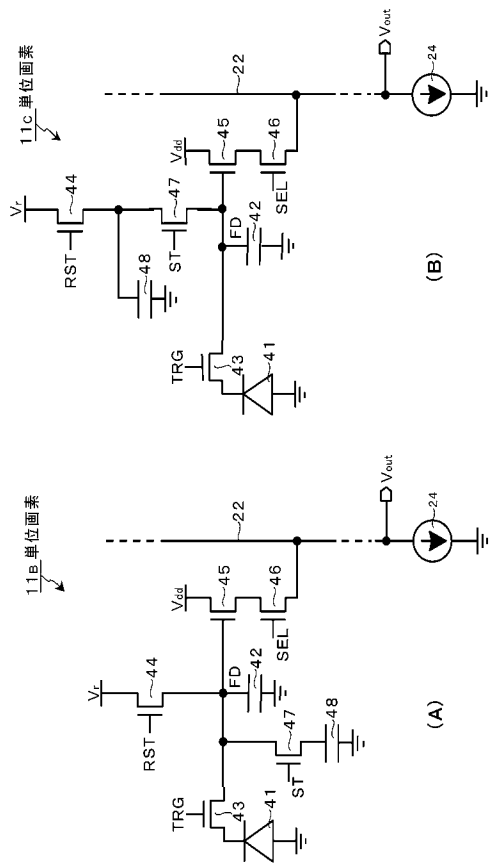 11B 単位画素
Vr
44
RST
Vdd
22
45
TRG
43
FD
42
46
SEL
41
47
ST
48
Vout
24
(A)
11C 単位画素
Vr
44
RST
48
47
ST
Vdd
22
45
TRG
43
FD
42
46
SEL
41
Vout
24
(B)